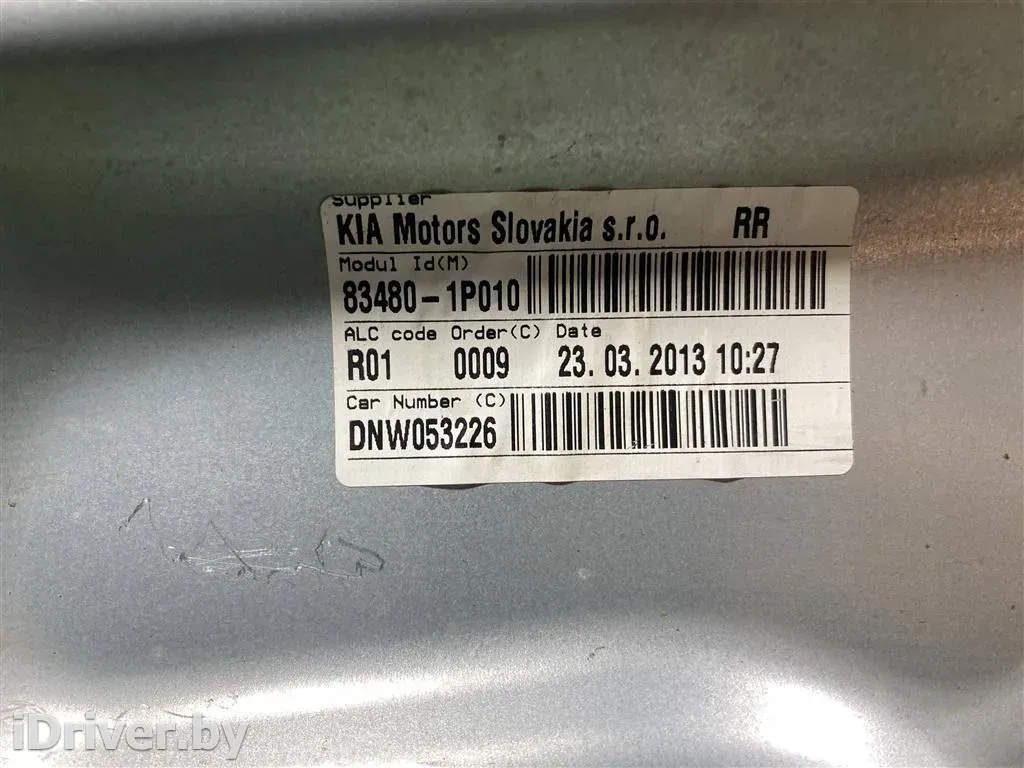 Supplier
KIA Motors Slovakia s.r.o. RR
Modul Id(M)
83480-1P010
ALC code Order(C) Date
R01 0009 23. 03. 2013 10:27
Car Number (C)
DNW053226
iDriver.by